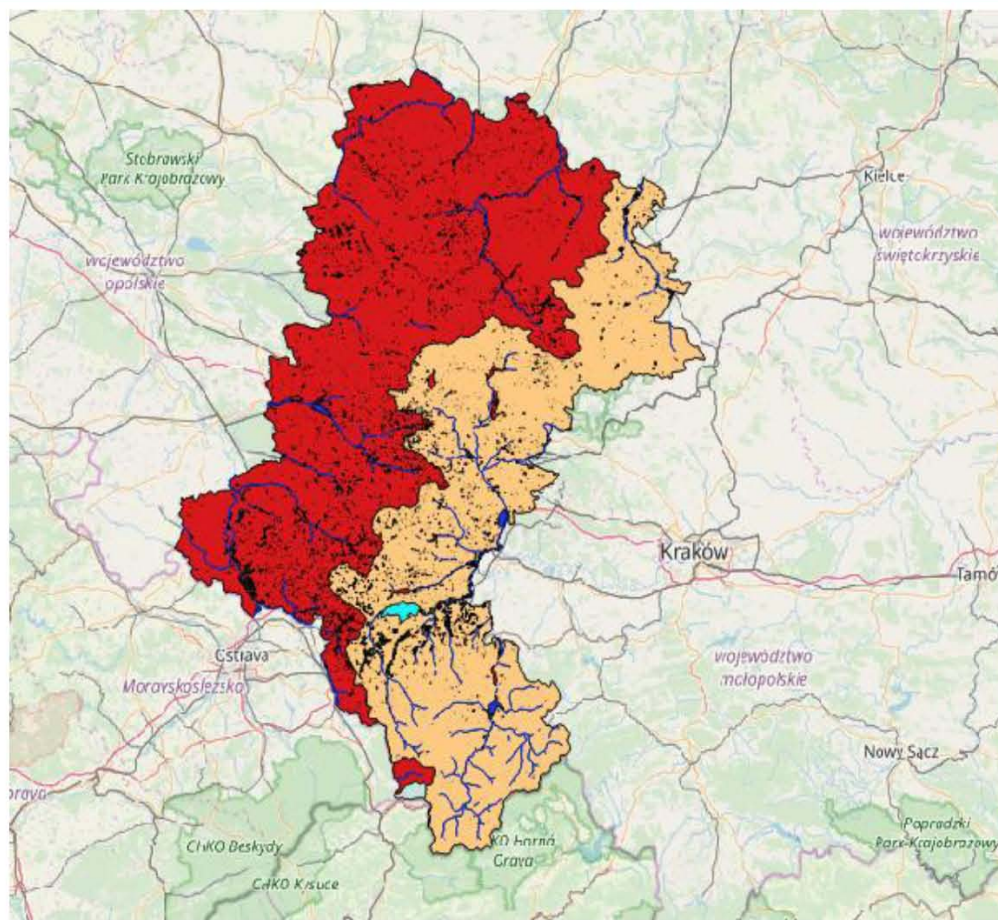 Stobrawski
Park Krajobrazowy
Kielce
województwo
opolskie
województwo
świętokrzyskie
Kraków
Ostrava
Moravskoslezsko
województwo
małopolskie
Nowy Sącz
Popradzki
Park Krajobrazowy
CHKO Beskydy
CHKO Kysuce